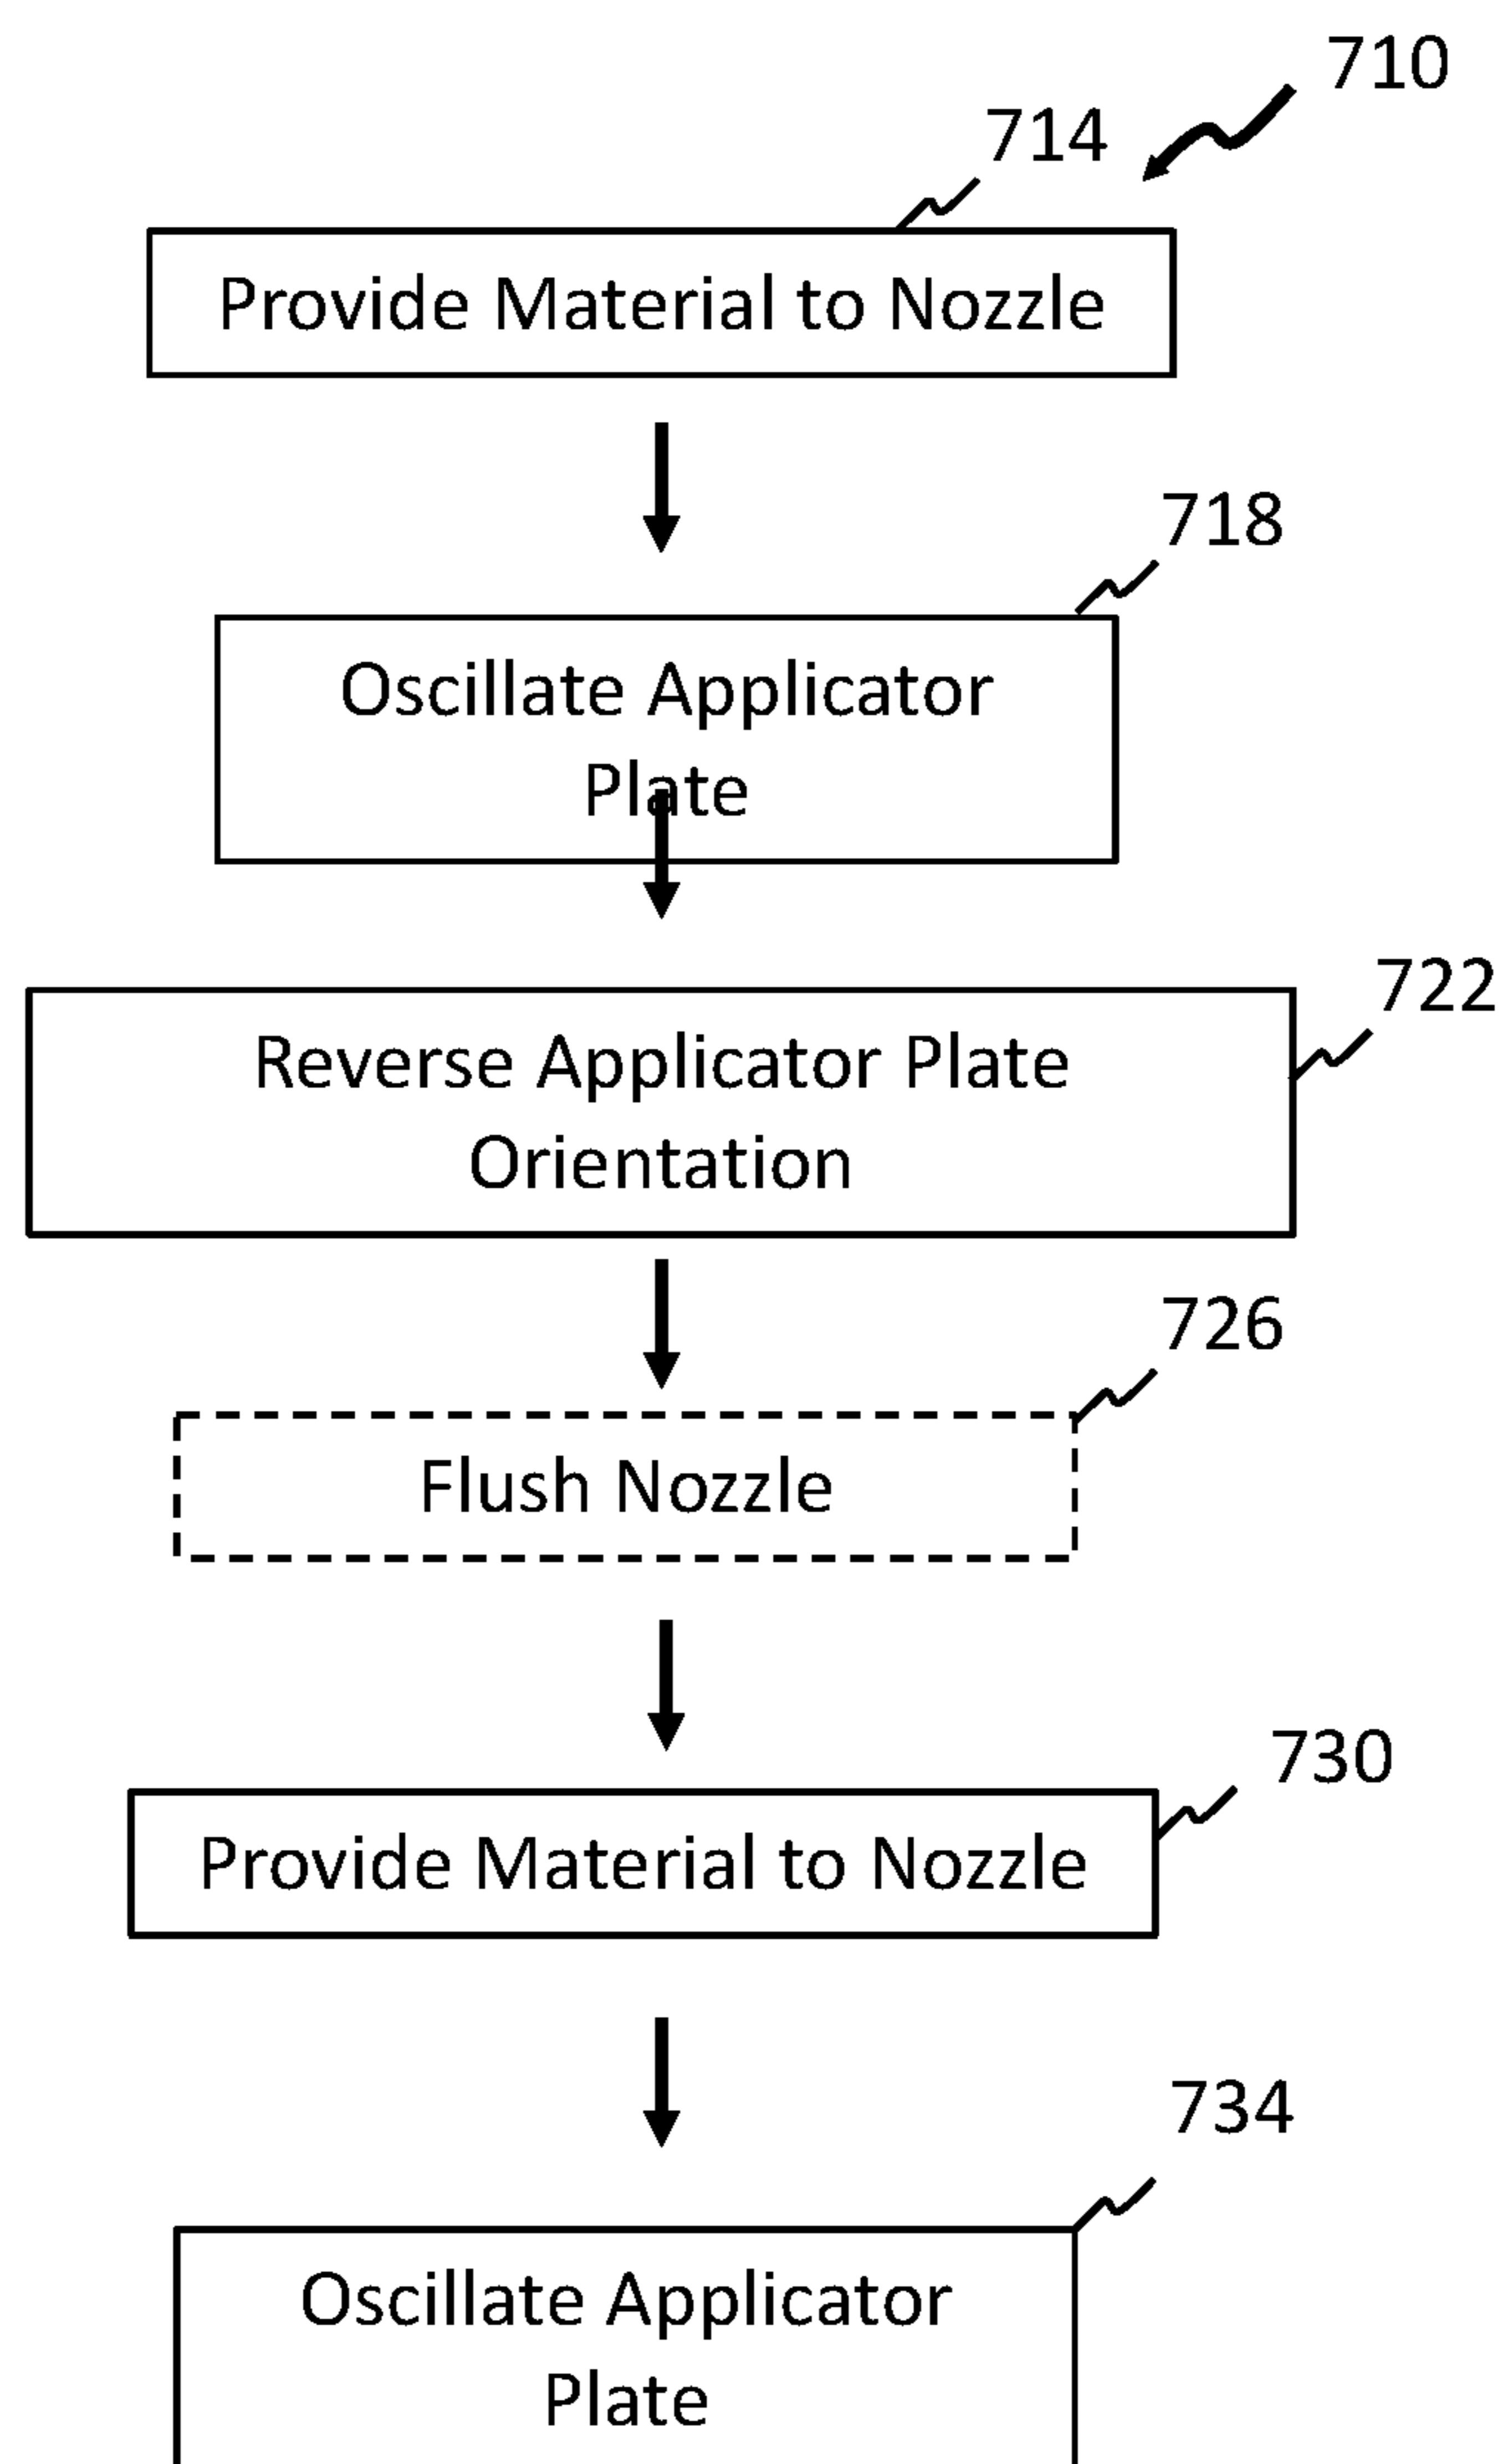 710
714
Provide Material to Nozzle
718
Oscillate Applicator
Plate
722
Reverse Applicator Plate
Orientation
726
Flush Nozzle
730
Provide Material to Nozzle
734
Oscillate Applicator
Plate